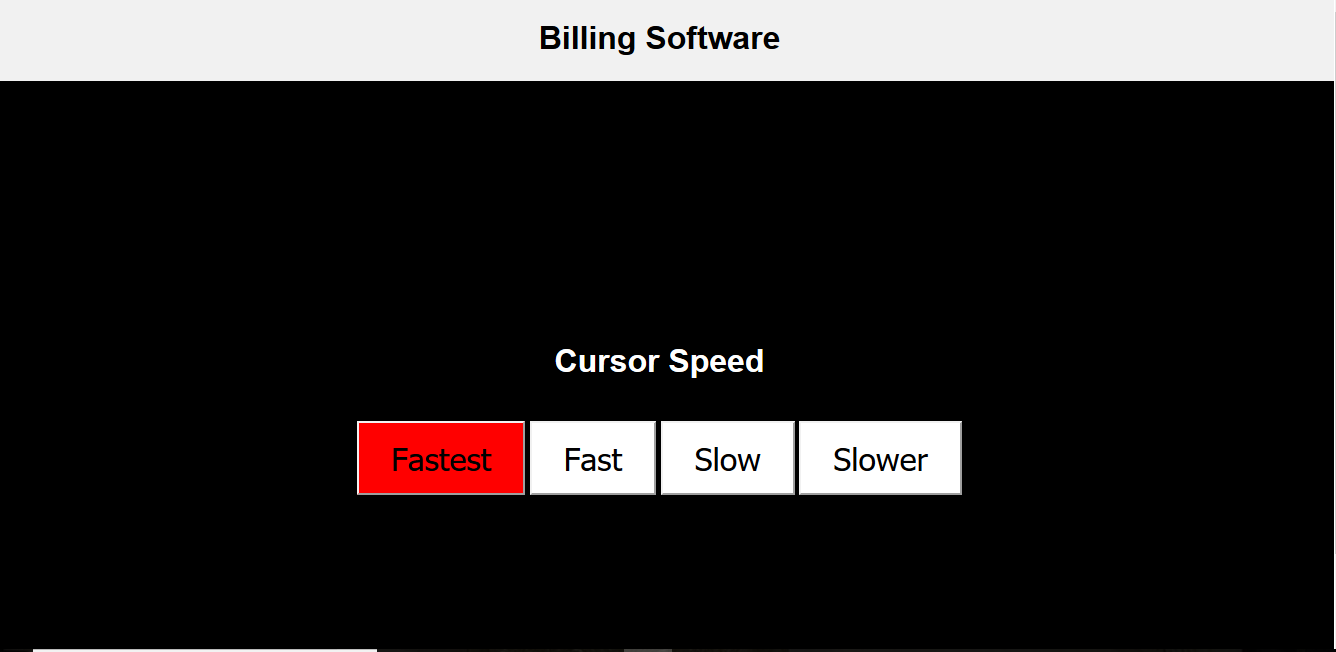 Billing Software
Cursor Speed
Fastest Fast Slow Slower